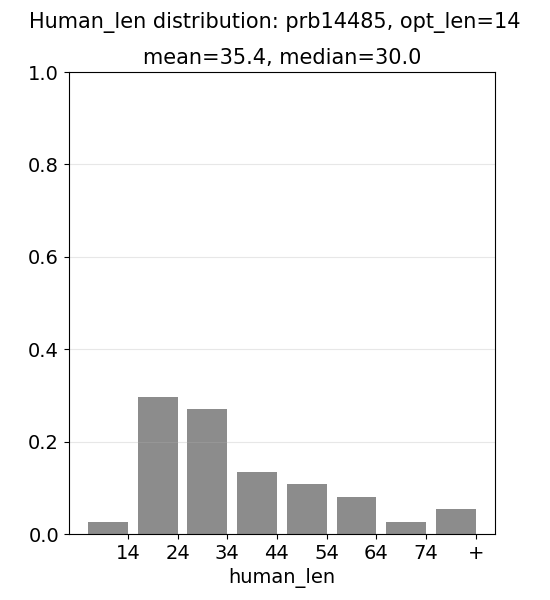 Human_len distribution: prb14485, opt_len=14
mean=35.4, median=30.0
1.0
0.8
0.6
0.4
0.2
0.0
14 24 34 44 54 64 74 +
human_len